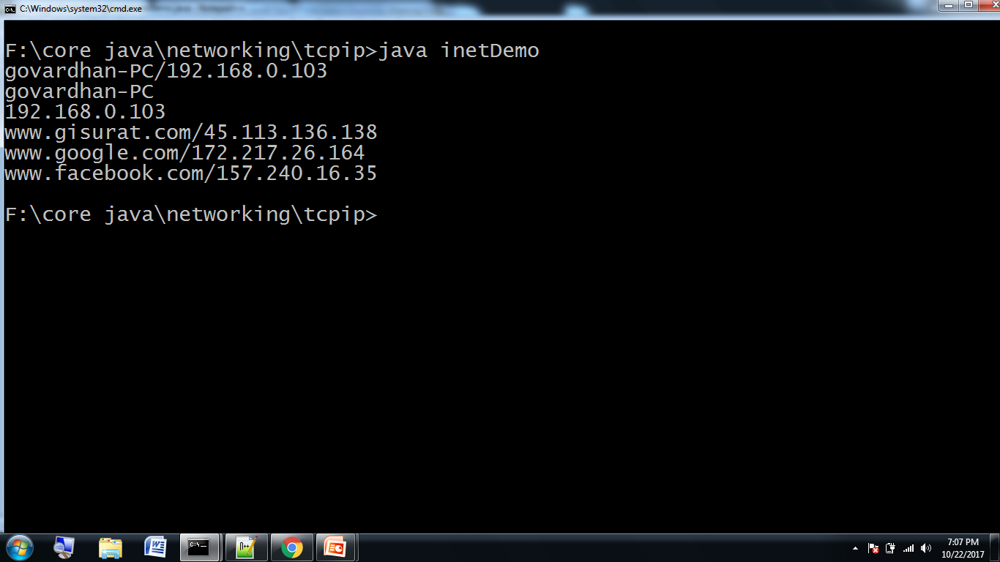 C:\Windows\system32\cmd.exe
F:\core java\networking\tcpip>java inetDemo
govardhan-PC/192.168.0.103
govardhan-PC
192.168.0.103
www.gisurat.com/45.113.136.138
www.google.com/172.217.26.164
www.facebook.com/157.240.16.35
F:\core java\networking\tcpip>
7:07 PM
10/22/2017